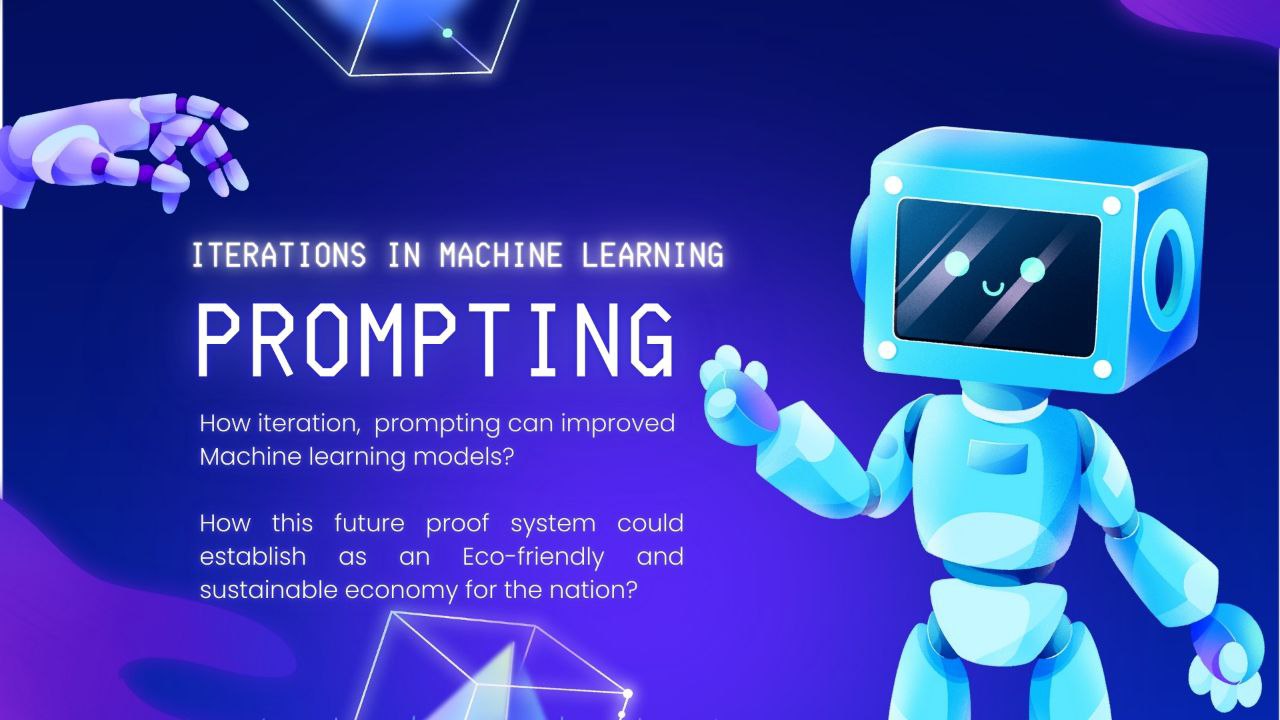 ITERATIONS IN MACHINE LEARNING
PROMPTING
How iteration, prompting can improved
Machine learning models?
How this future proof system could
establish as an Eco-friendly and
sustainable economy for the nation?